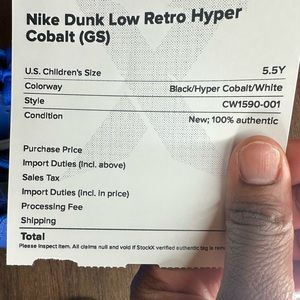 Nike Dunk Low Retro Hyper
Cobalt (GS)
U.S. Children's Size 5.5Y
Colorway Black/Hyper Cobalt/White
Style CW1590-001
Condition New; 100% authentic
Purchase Price
Import Duties (Incl. above)
Sales Tax
Import Duties (Incl. in price)
Processing Fee
Shipping
Total
Please inspect item. All claims null and void if StockX verified authentic tag is remov